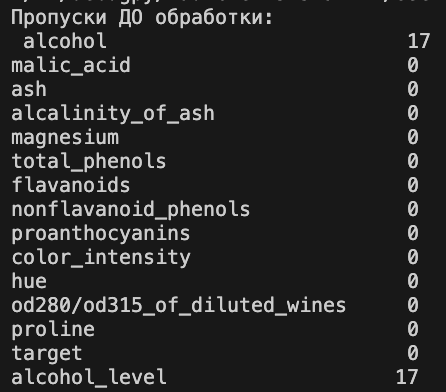 Пропуски ДО обработки:
alcohol 17
malic_acid 0
ash 0
alcalinity_of_ash 0
magnesium 0
total_phenols 0
flavanoids 0
nonflavanoid_phenols 0
proanthocyanins 0
color_intensity 0
hue 0
od280/od315_of_diluted_wines 0
proline 0
target 0
alcohol_level 17